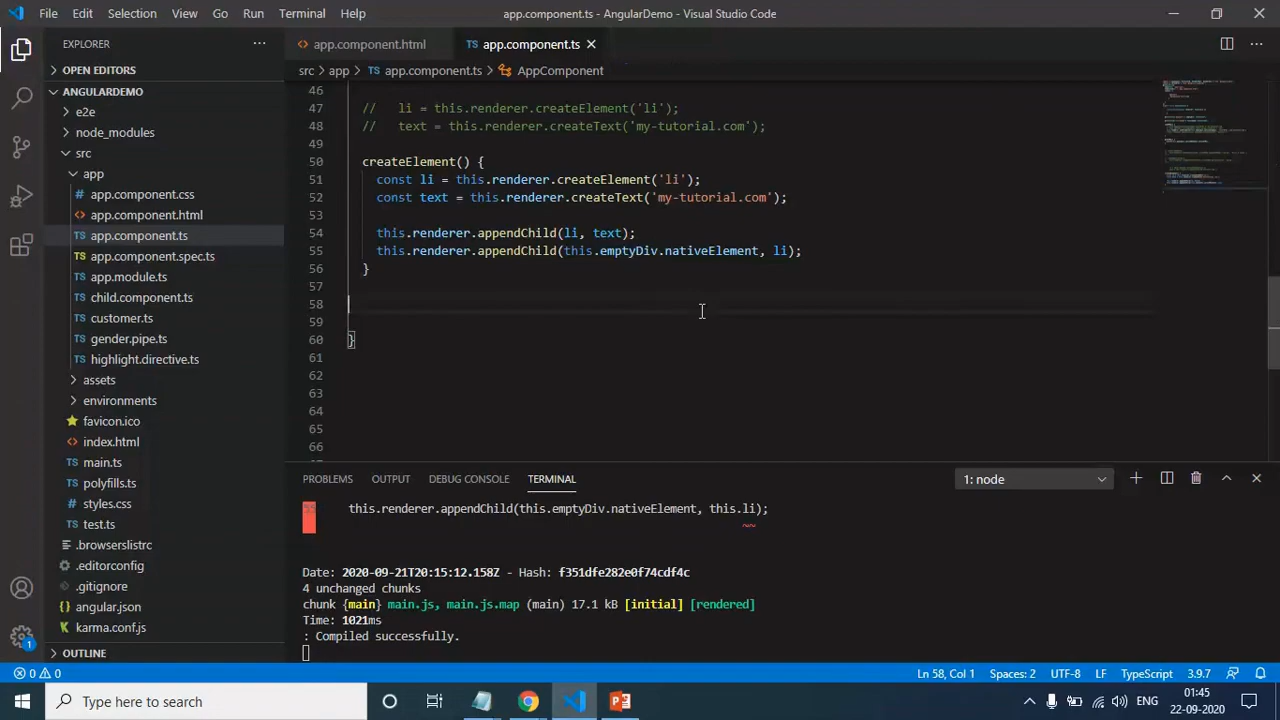 File Edit Selection View Go Run Terminal Help
app.component.ts - AngularDemo - Visual Studio Code
EXPLORER
OPEN EDITORS
ANGULARDEMO
e2e
node_modules
src
app
app.component.css
app.component.html
TS app.component.ts
TS app.component.spec.ts
TS app.module.ts
TS child.component.ts
TS customer.ts
TS gender.pipe.ts
TS highlight.directive.ts
assets
environments
favicon.ico
index.html
TS main.ts
TS polyfills.ts
styles.css
TS test.ts
.browserslistrc
.editorconfig
.gitignore
angular.json
karma.conf.js
OUTLINE
app.component.html TS app.component.ts
src > app > TS app.component.ts > AppComponent
46
47 // li = this.renderer.createElement('li');
48 // text = this.renderer.createText('my-tutorial.com');
49
50 createElement() {
51 const li = this.renderer.createElement('li');
52 const text = this.renderer.createText('my-tutorial.com');
53
54 this.renderer.appendChild(li, text);
55 this.renderer.appendChild(this.emptyDiv.nativeElement, li);
56 }
57
58
59
60 }
61
62
63
64
65
66
PROBLEMS OUTPUT DEBUG CONSOLE TERMINAL 1: node
this.renderer.appendChild(this.emptyDiv.nativeElement, this.li);
~~
Date: 2020-09-21T20:15:12.158Z - Hash: f351dfe282e0f74cdf4c
4 unchanged chunks
chunk {main} main.js, main.js.map (main) 17.1 kB [initial] [rendered]
Time: 1021ms
: Compiled successfully.
1
0 0 Ln 58, Col 1 Spaces: 2 UTF-8 LF TypeScript 3.9.7
Type here to search
ENG
01:45
22-09-2020